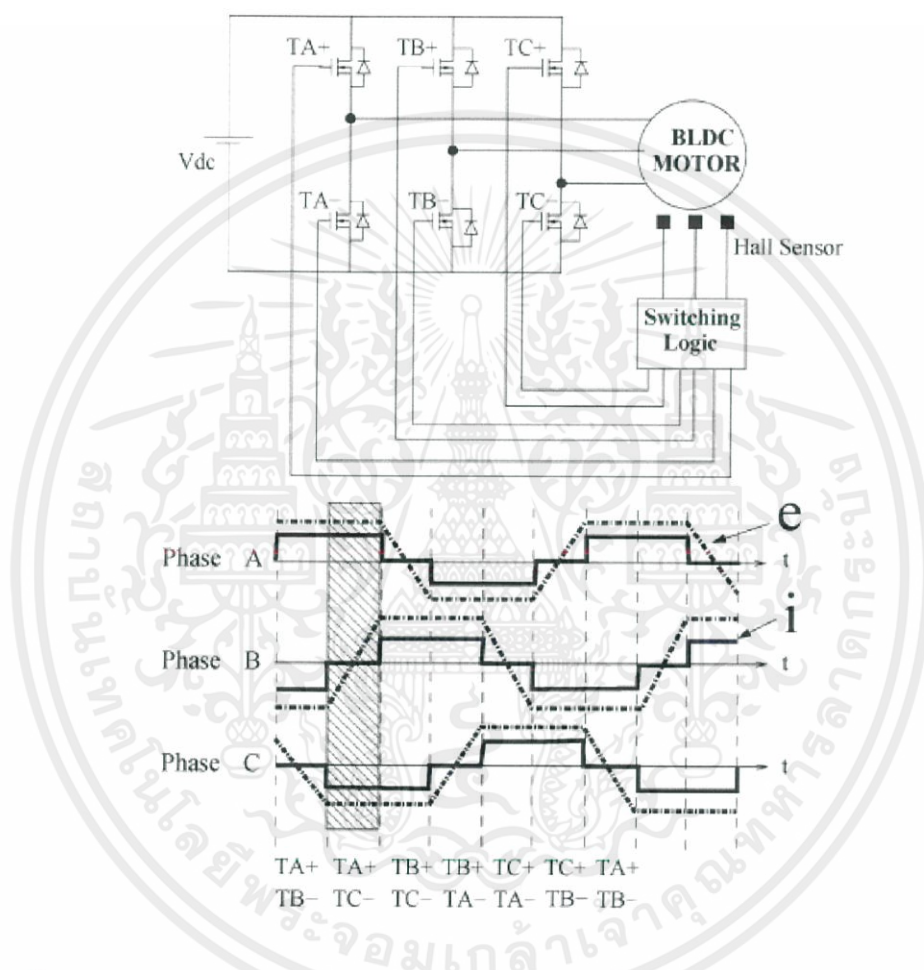 TA+ TB+ TC+
BLDC
MOTOR
Vdc
TA− TB− TC−
Hall Sensor
Switching
Logic
e
Phase A t
i
Phase B t
Phase C t
TA+ TA+ TB+ TB+ TC+ TC+ TA+
TB− TC− TC− TA− TA− TB− TB−